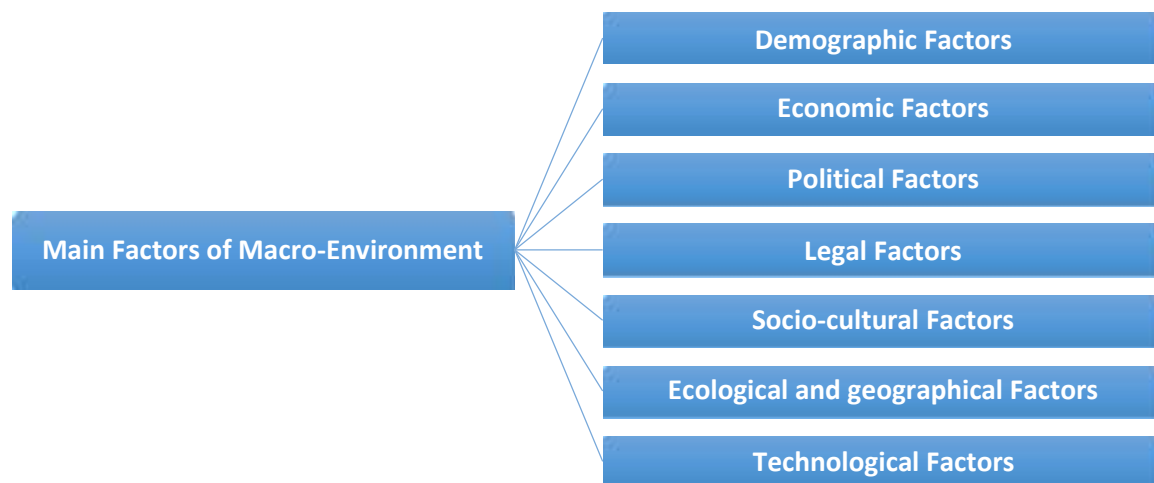 Main Factors of Macro-Environment
Demographic Factors
Economic Factors
Political Factors
Legal Factors
Socio-cultural Factors
Ecological and geographical Factors
Technological Factors